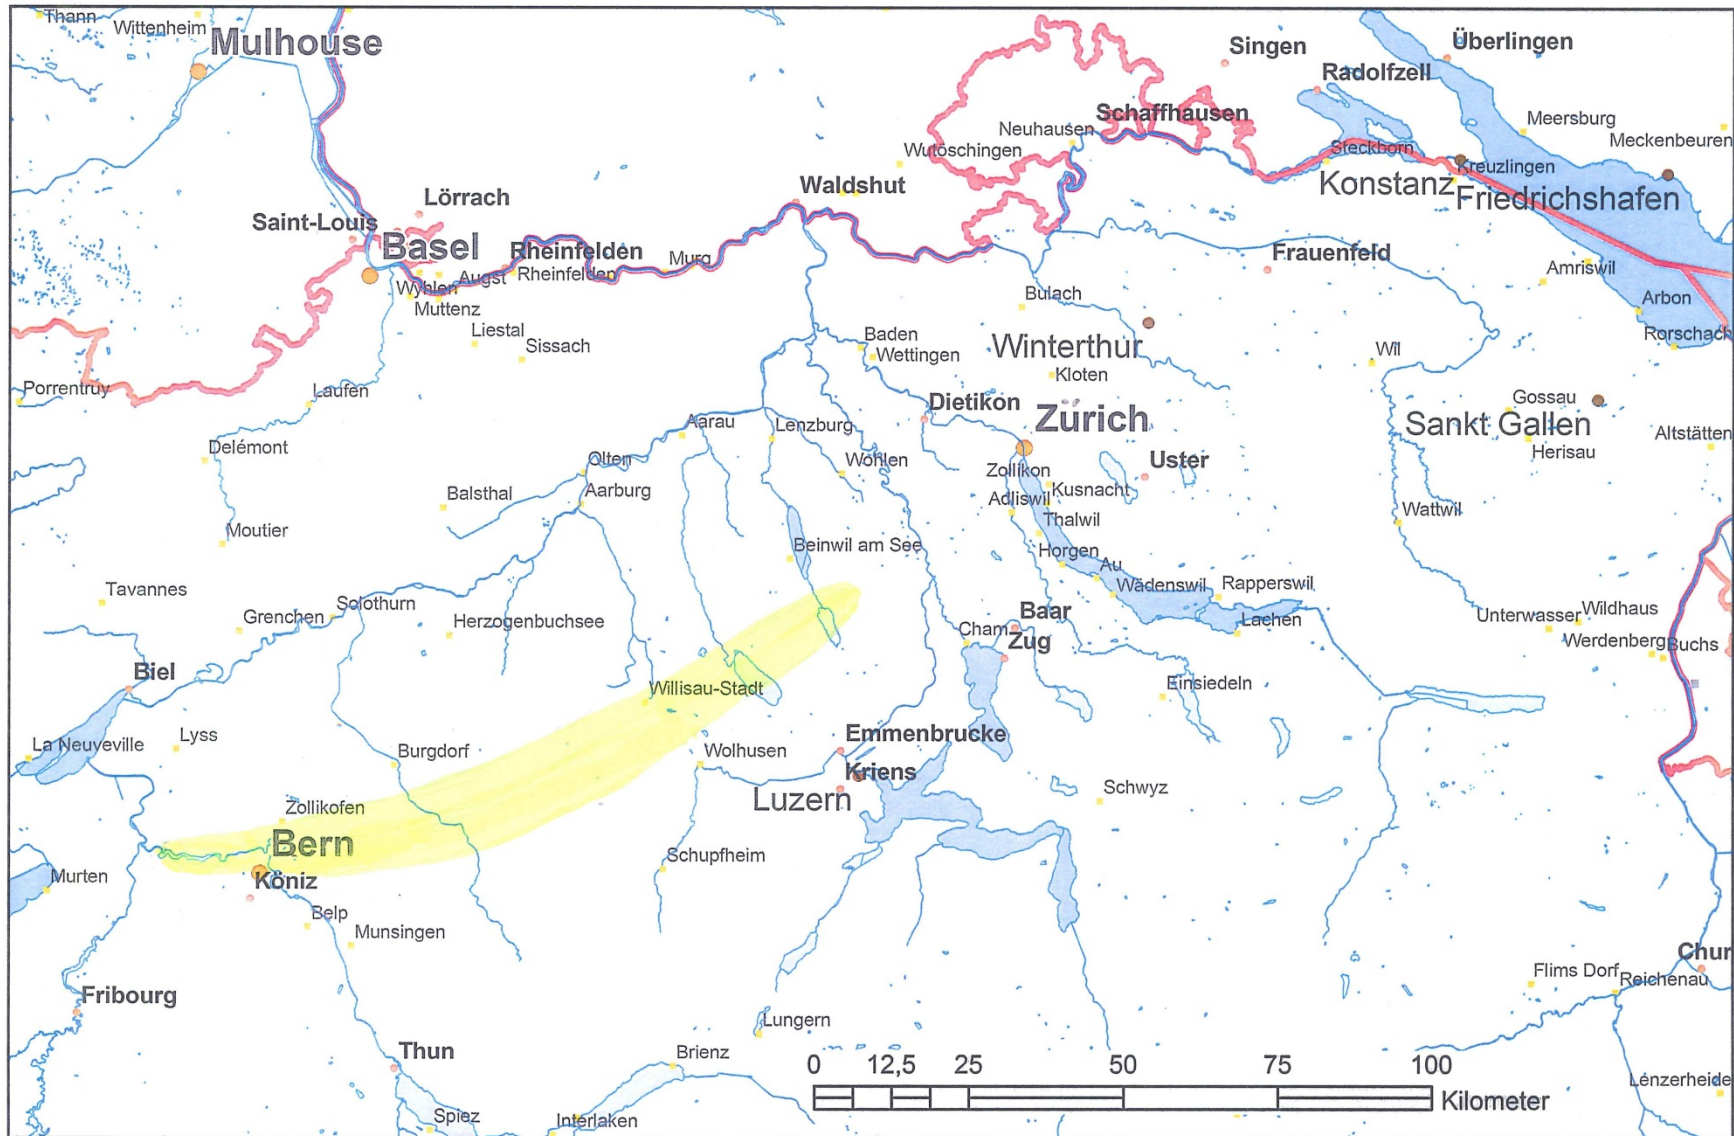 Thann
Wittenheim
Mulhouse
Singen
Überlingen
Radolfzell
Schaffhausen
Neuhausen
Meersburg
Meckenbeuren
Wutöschingen
Steckborn
Kreuzlingen
Konstanz
Friedrichshafen
Waldshut
Lörrach
Saint-Louis
Basel
Rheinfelden
Murg
Augst
Rheinfelden
Wyhlen
Muttenz
Frauenfeld
Amriswil
Arbon
Rorschach
Bulach
Liestal
Sissach
Baden
Wettingen
Winterthur
Kloten
Wil
Porrentruy
Laufen
Dietikon
Zürich
Gossau
Sankt Gallen
Herisau
Altstätten
Aarau
Lenzburg
Delémont
Olten
Wohlen
Zollikon
Uster
Kusnacht
Balsthal
Aarburg
Adliswil
Thalwil
Wattwil
Moutier
Beinwil am See
Horgen
Au
Wädenswil
Rapperswil
Tavannes
Solothurn
Grenchen
Herzogenbuchsee
Baar
Cham
Zug
Lachen
Unterwasser
Wildhaus
Werdenberg
Buchs
Biel
Willisau-Stadt
Einsiedeln
La Neuveville
Lyss
Burgdorf
Wolhusen
Emmenbrucke
Kriens
Luzern
Schwyz
Zollikofen
Bern
Köniz
Schupfheim
Murten
Belp
Munsingen
Chur
Flims Dorf
Reichenau
Fribourg
Lungern
Thun
Brienz
0 12,5 25 50 75 100
Kilometer
Lenzerheide
Spiez
Interlaken